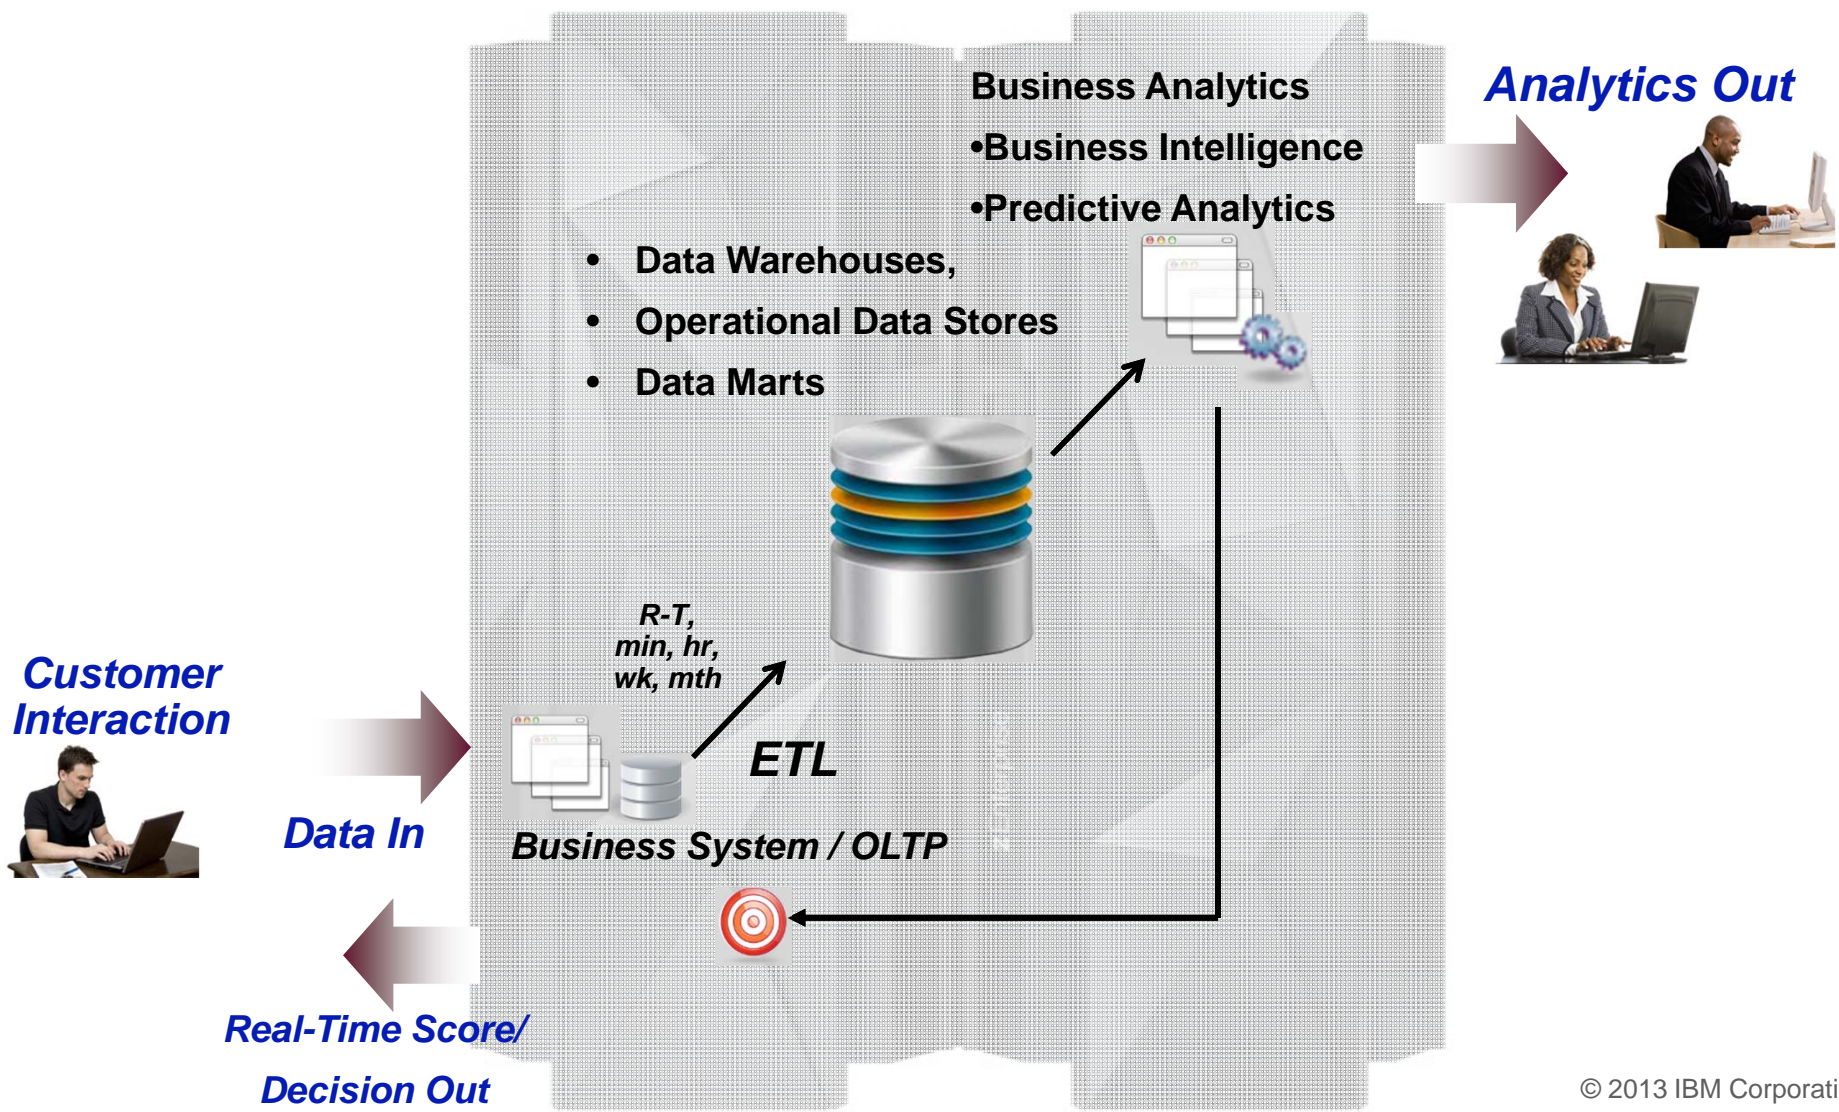 Business Analytics
•Business Intelligence
•Predictive Analytics
Analytics Out
• Data Warehouses,
• Operational Data Stores
• Data Marts
R-T,
min, hr,
wk, mth
Customer
Interaction
ETL
Data In
Business System / OLTP
Real-Time Score/
Decision Out
© 2013 IBM Corporati